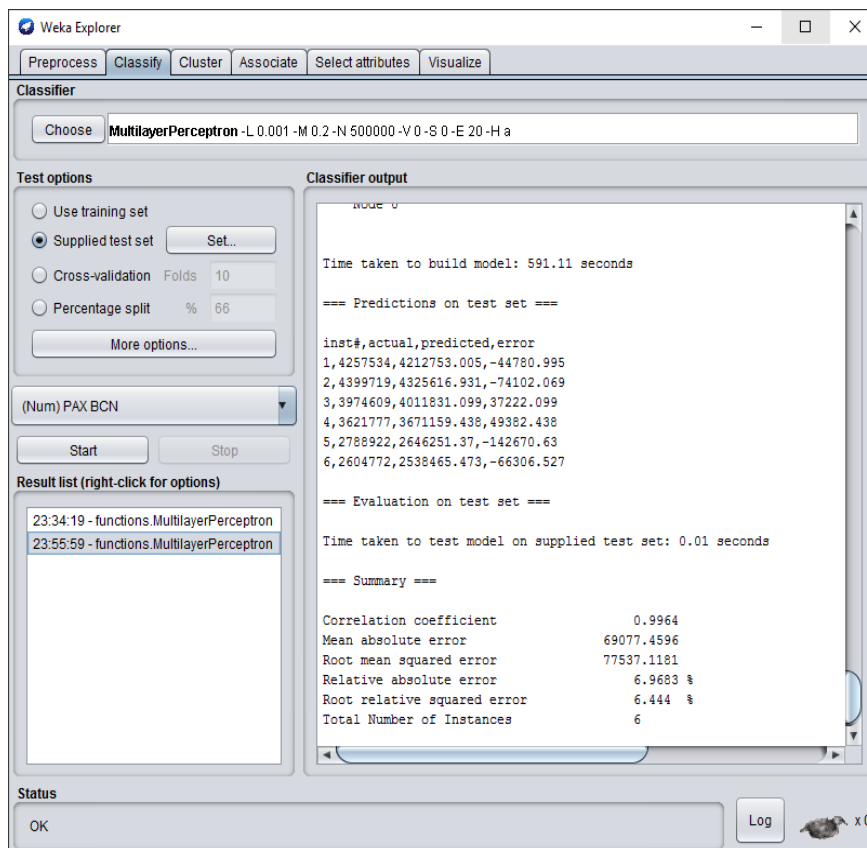 Weka Explorer
Preprocess Classify Cluster Associate Select attributes Visualize
Classifier
Choose MultilayerPerceptron -L 0.001 -M 0.2 -N 500000 -V 0 -S 0 -E 20 -H a
Test options
Use training set
Supplied test set Set...
Cross-validation Folds 10
Percentage split % 66
More options...
(Num) PAX BCN
Start Stop
Result list (right-click for options)
23:34:19 - functions.MultilayerPerceptron
23:55:59 - functions.MultilayerPerceptron
Classifier output
Node 0
Time taken to build model: 591.11 seconds
=== Predictions on test set ===
inst#,actual,predicted,error
1,4257534,4212753.005,-44780.995
2,4399719,4325616.931,-74102.069
3,3974609,4011831.099,37222.099
4,3621777,3671159.438,49382.438
5,2788922,2646251.37,-142670.63
6,2604772,2538465.473,-66306.527
=== Evaluation on test set ===
Time taken to test model on supplied test set: 0.01 seconds
=== Summary ===
Correlation coefficient 0.9964
Mean absolute error 69077.4596
Root mean squared error 77537.1181
Relative absolute error 6.9683 %
Root relative squared error 6.444 %
Total Number of Instances 6
Status
OK
Log x 0